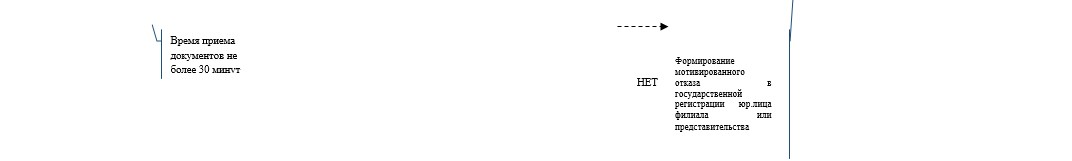 Время приема
документов не
более 30 минут
НЕТ
Формирование
мотивированного
отказа в
государственной
регистрации юр.лица
филиала или
представительства